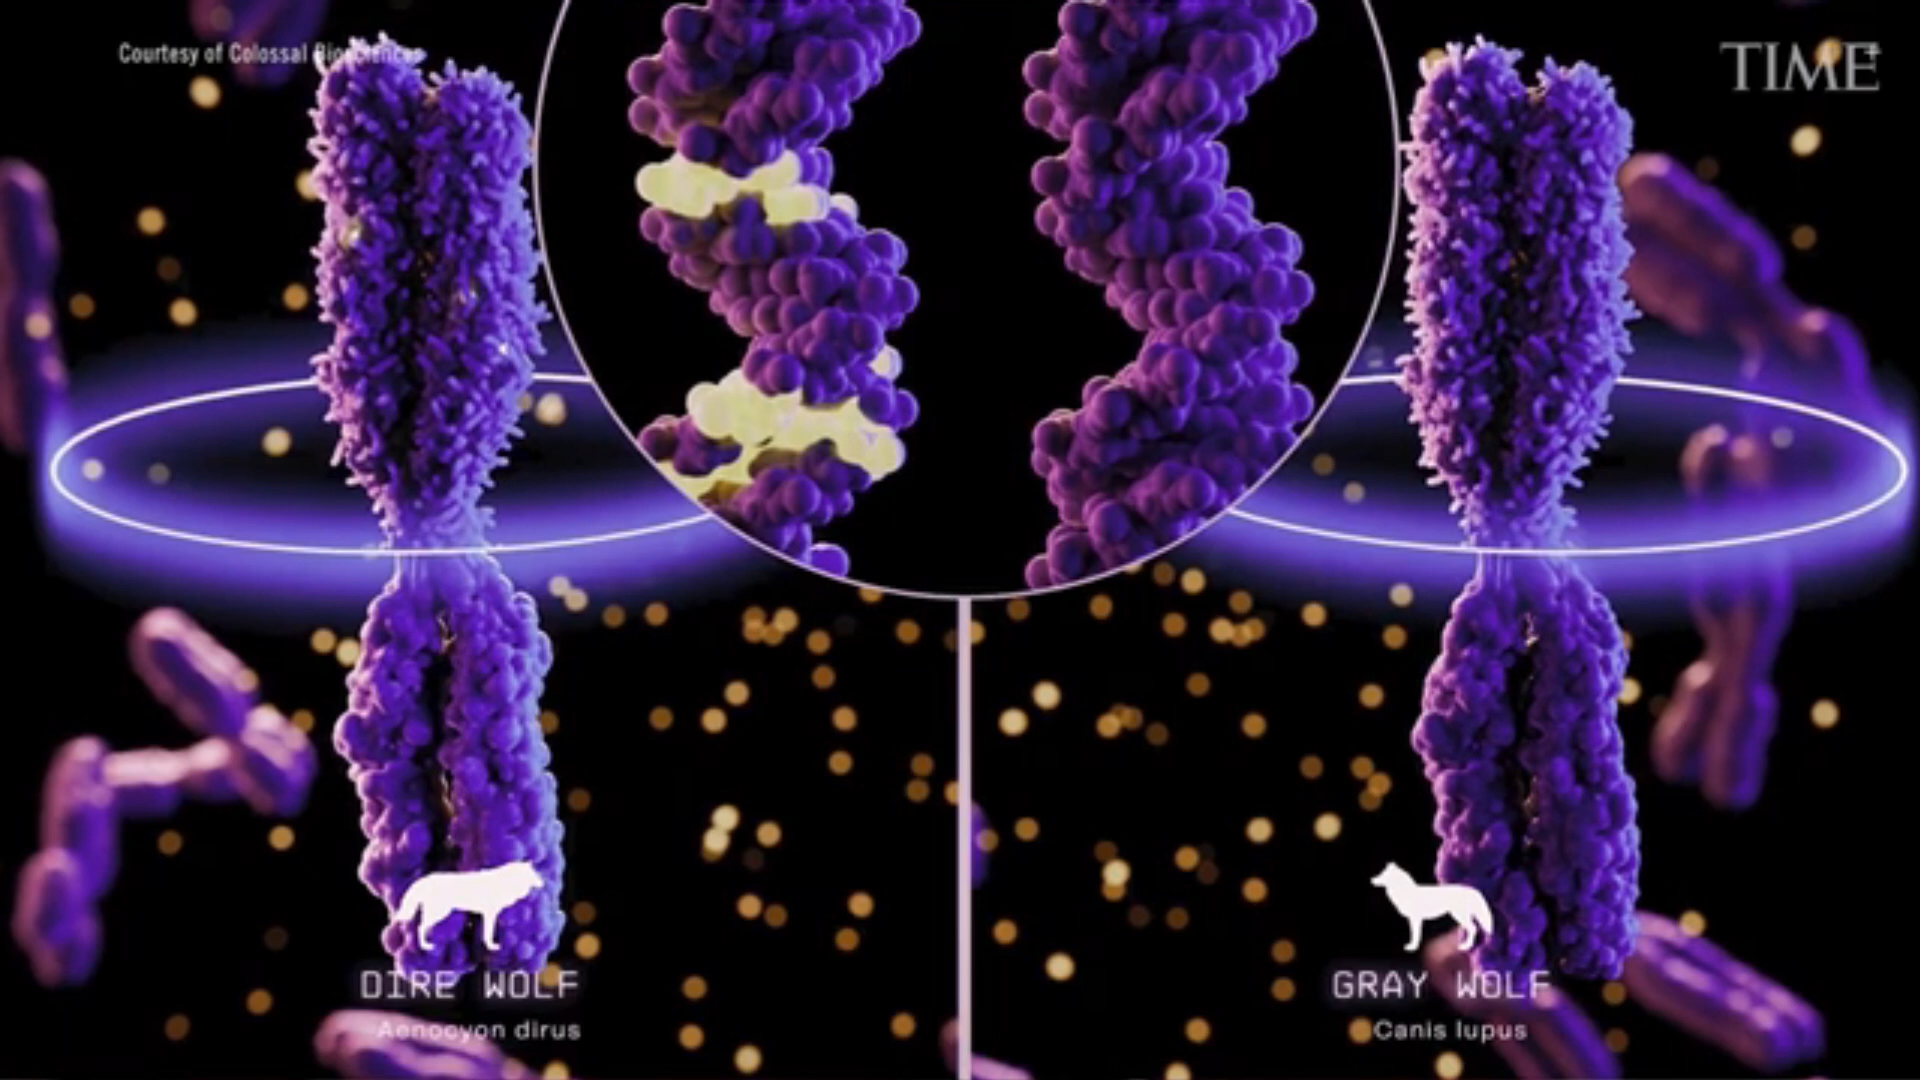 Courtesy of Colossal Biosciences
TIME
DIRE WOLF
Aenocyon dirus
GRAY WOLF
Canis lupus